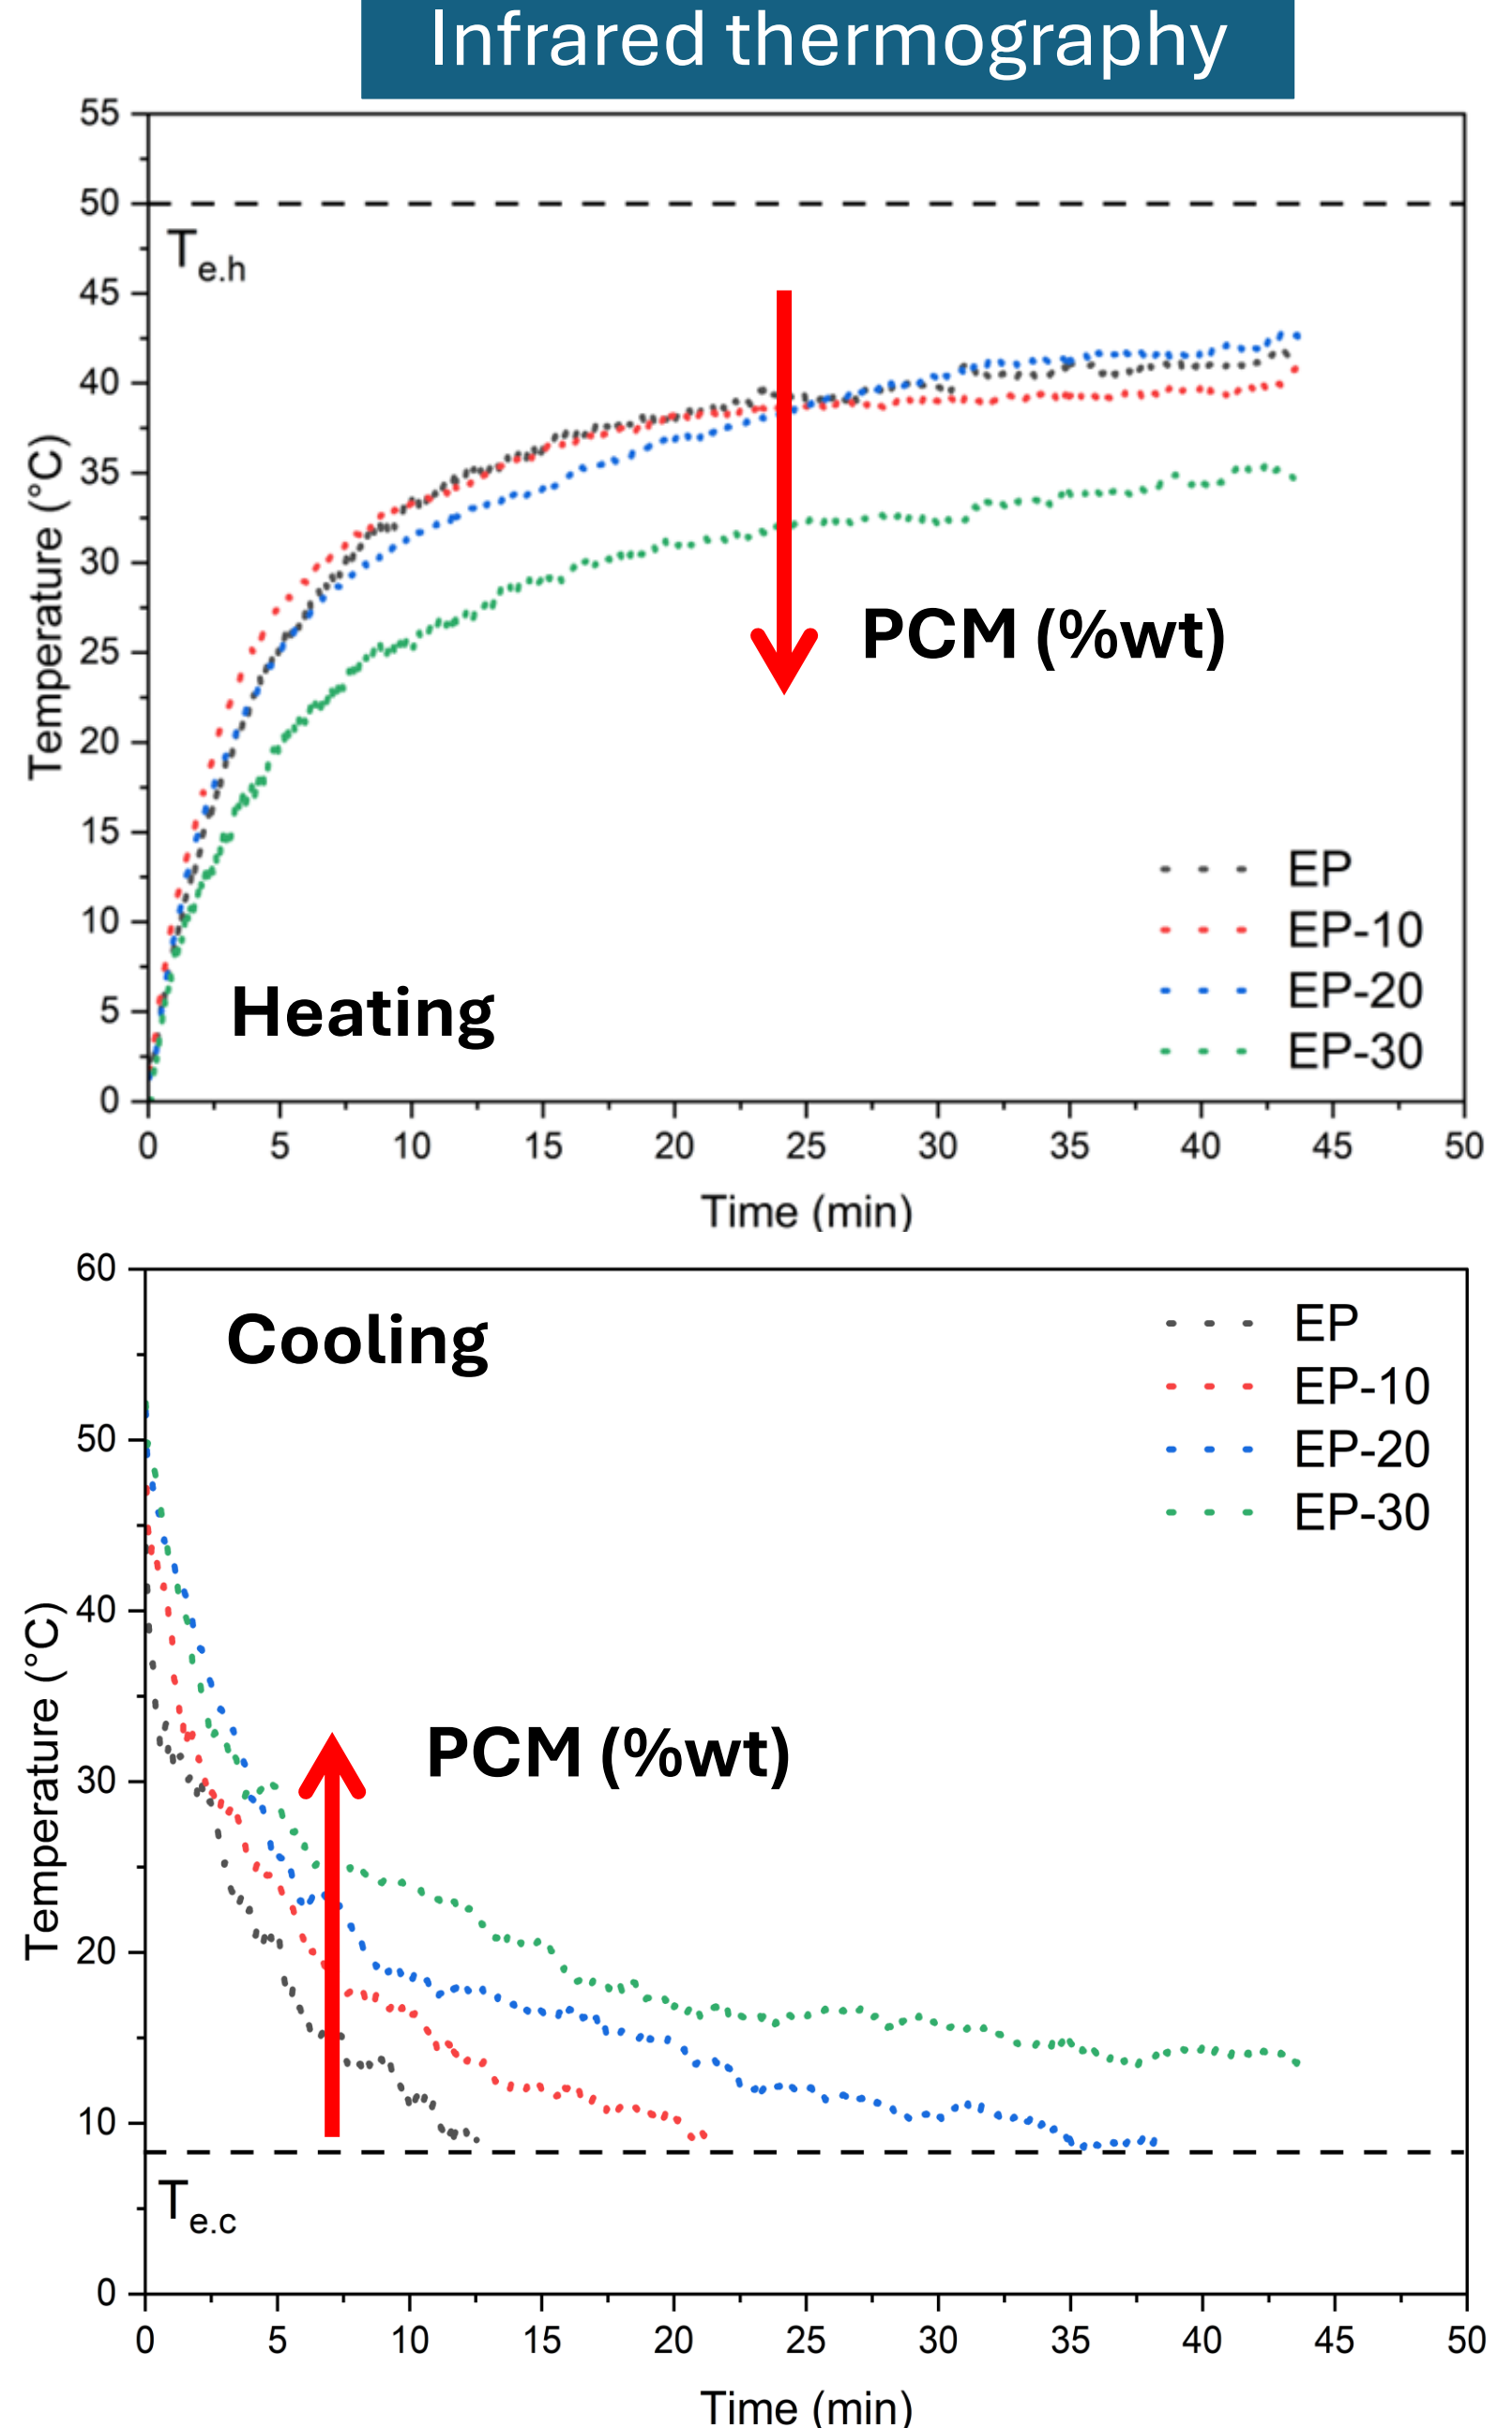 Infrared thermography
55
50
T e.h
45
40
35
30
25
20
15
10
5
0
Temperature (°C)
PCM (%wt)
Heating
EP
EP-10
EP-20
EP-30
0 5 10 15 20 25 30 35 40 45 50
Time (min)
60
50
40
30
20
10
0
Temperature (°C)
Cooling
EP
EP-10
EP-20
EP-30
PCM (%wt)
T e.c
0 5 10 15 20 25 30 35 40 45 50
Time (min)